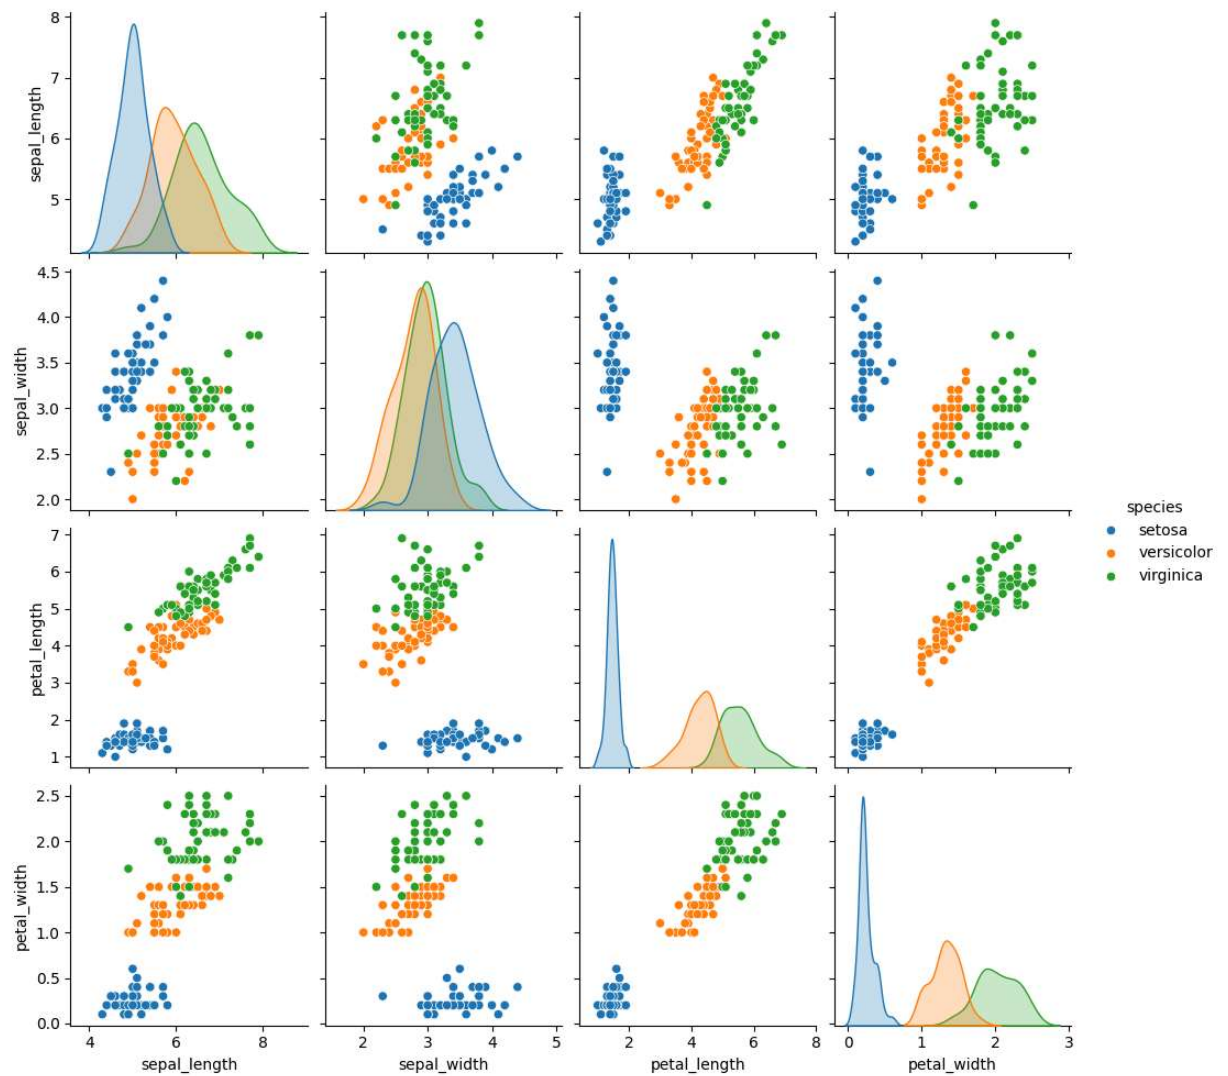 8
7
6
5
sepal_length
4.5
4.0
3.5
3.0
2.5
2.0
sepal_width
7
6
5
4
3
2
1
petal_length
species
setosa
versicolor
virginica
2.5
2.0
1.5
1.0
0.5
0.0
petal_width
4 6 8
sepal_length
2 3 4 5
sepal_width
2 4 6 8
petal_length
0 1 2 3
petal_width